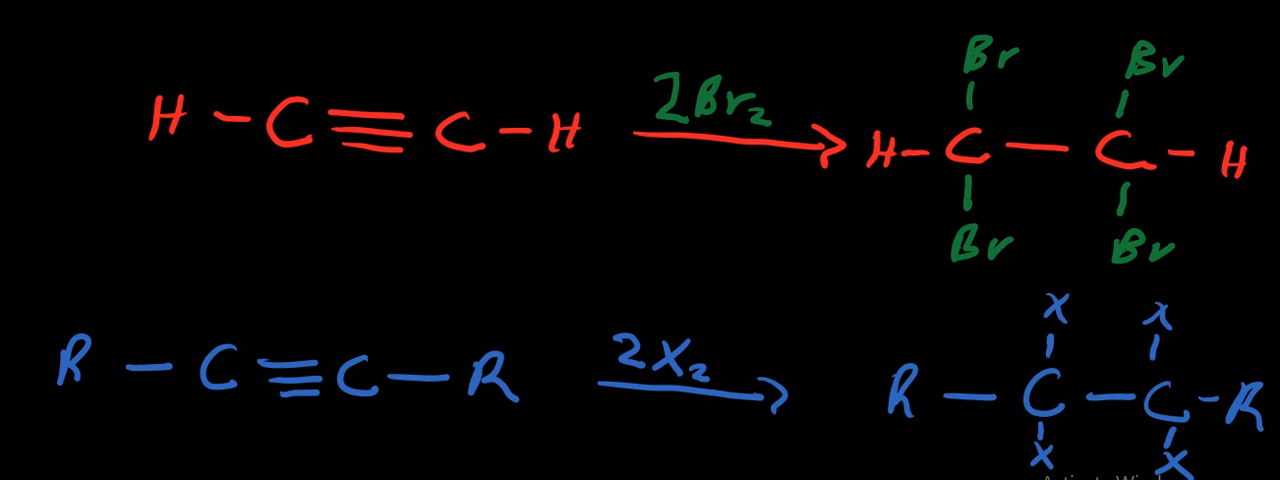 Br Br
H - C ≡ C - H 2Br₂ → H - C — C - H
Br Br
X X
R — C ≡ C — R 2X₂ → R — C — C - R
X X